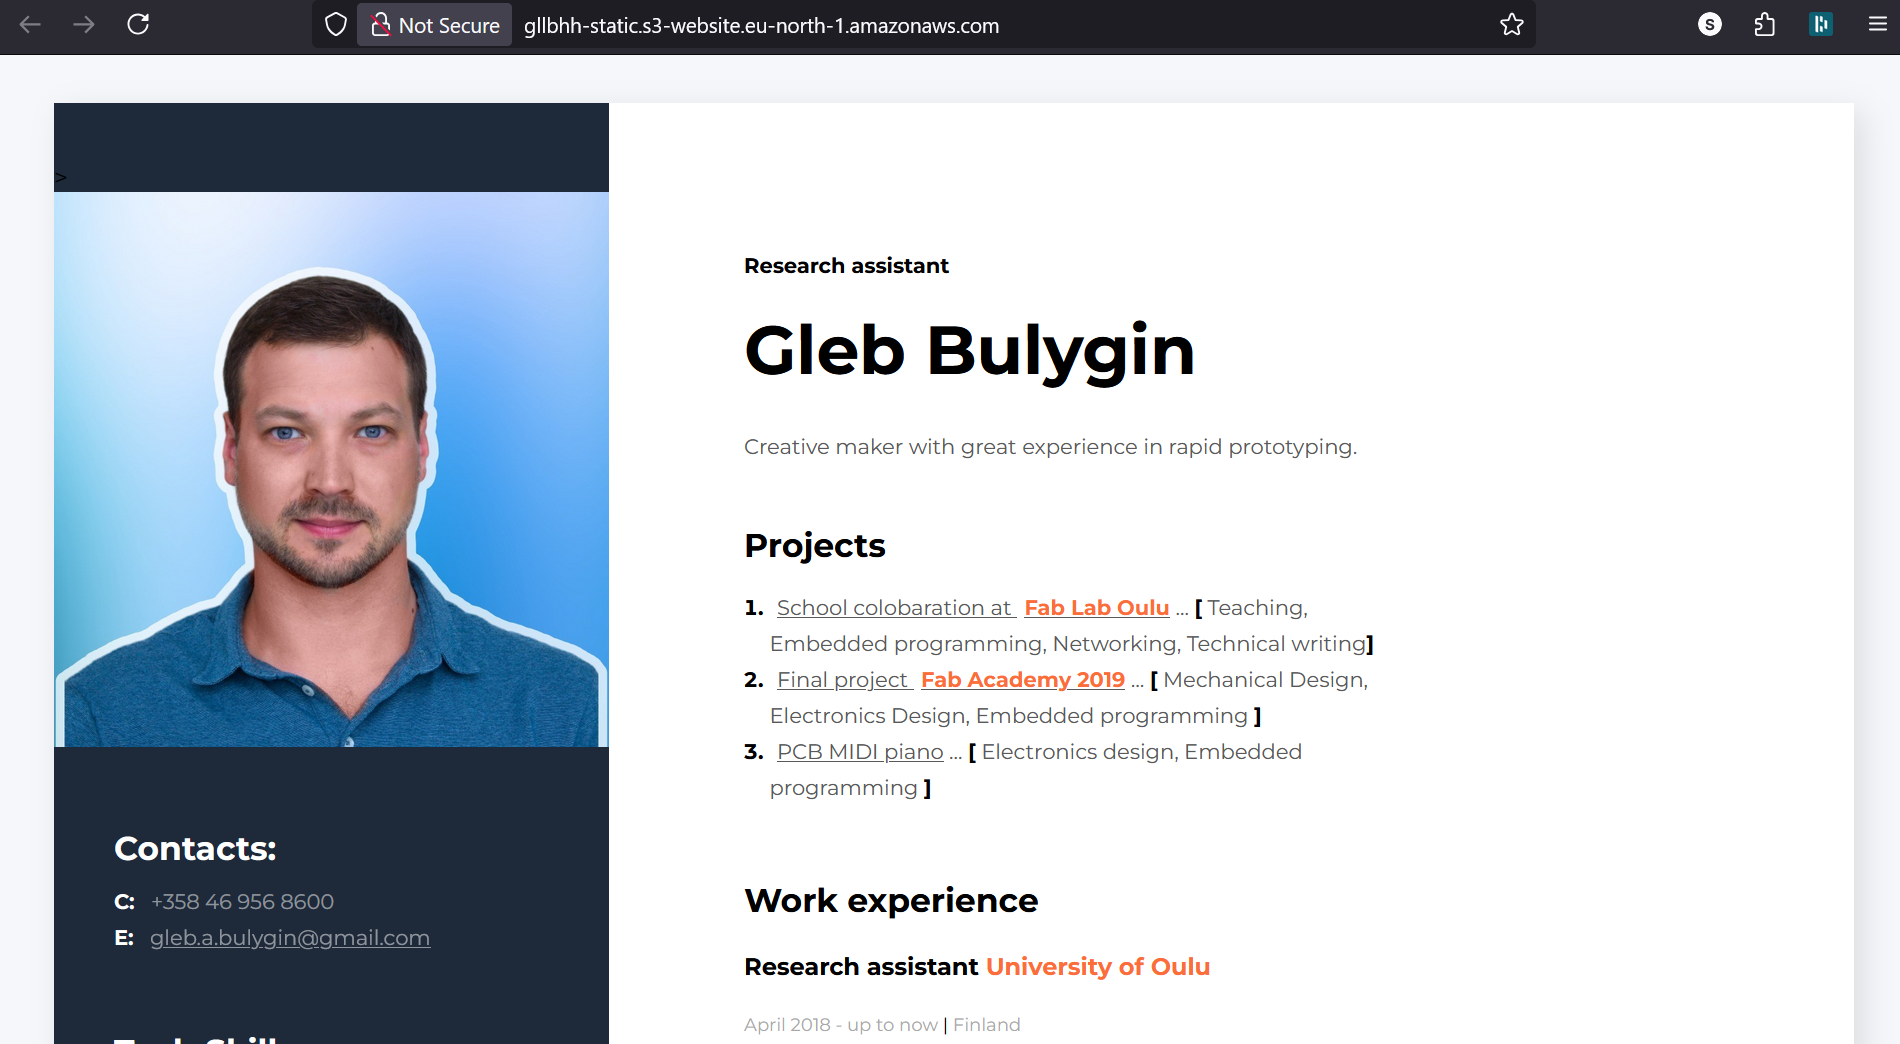 Not Secure gllbhh-static.s3-website.eu-north-1.amazonaws.com
S
>
Contacts:
C: +358 46 956 8600
E: gleb.a.bulygin@gmail.com
Research assistant
Gleb Bulygin
Creative maker with great experience in rapid prototyping.
Projects
1. School colobaration at Fab Lab Oulu ... [ Teaching,
Embedded programming, Networking, Technical writing]
2. Final project Fab Academy 2019 ... [ Mechanical Design,
Electronics Design, Embedded programming ]
3. PCB MIDI piano ... [ Electronics design, Embedded
programming ]
Work experience
Research assistant University of Oulu
April 2018 - up to now | Finland